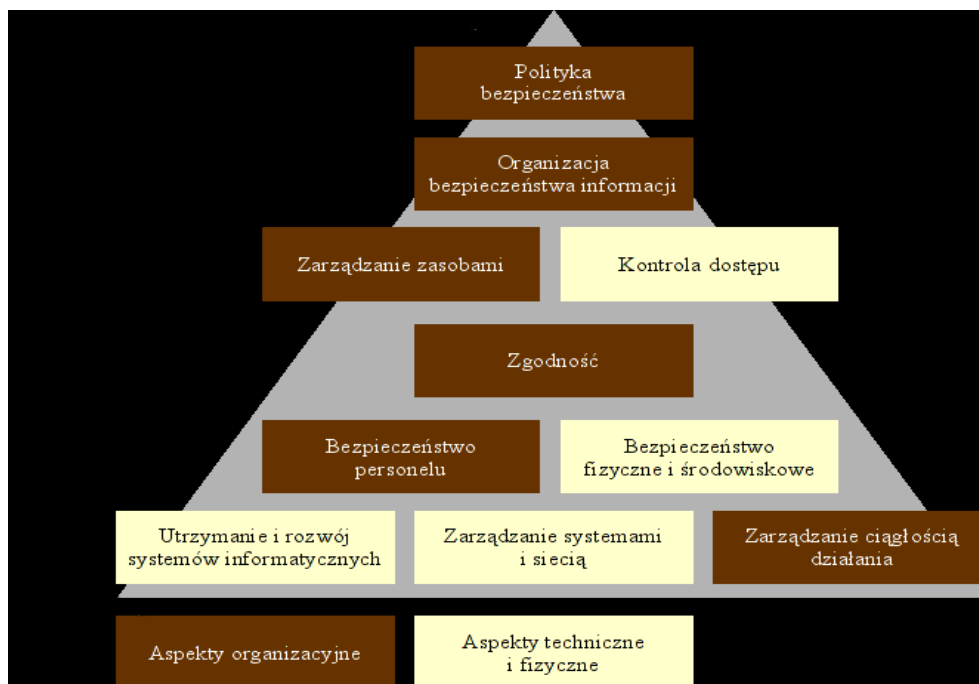 Polityka
bezpieczeństwa
Organizacja
bezpieczeństwa informacji
Zarządzanie zasobami
Kontrola dostępu
Zgodność
Bezpieczeństwo
personelu
Bezpieczeństwo
fizyczne i środowiskowe
Utrzymanie i rozwój
systemów informatycznych
Zarządzanie systemami
i siecią
Zarządzanie ciągłością
działania
Aspekty organizacyjne
Aspekty techniczne
i fizyczne